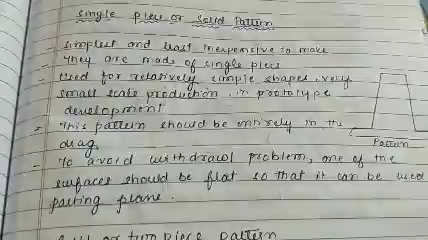 Single piece or Solid Pattern
- simplest and least inexpensive to make
- They are made of single piece
- Used for relatively simple shapes, very
small scale production, in prototype
development
- This pattern should be entirely in the
drag.
- To avoid withdrawl problem, one of the
surfaces should be flat so that it can be used
parting plane.
Pattern
or two piece pattern